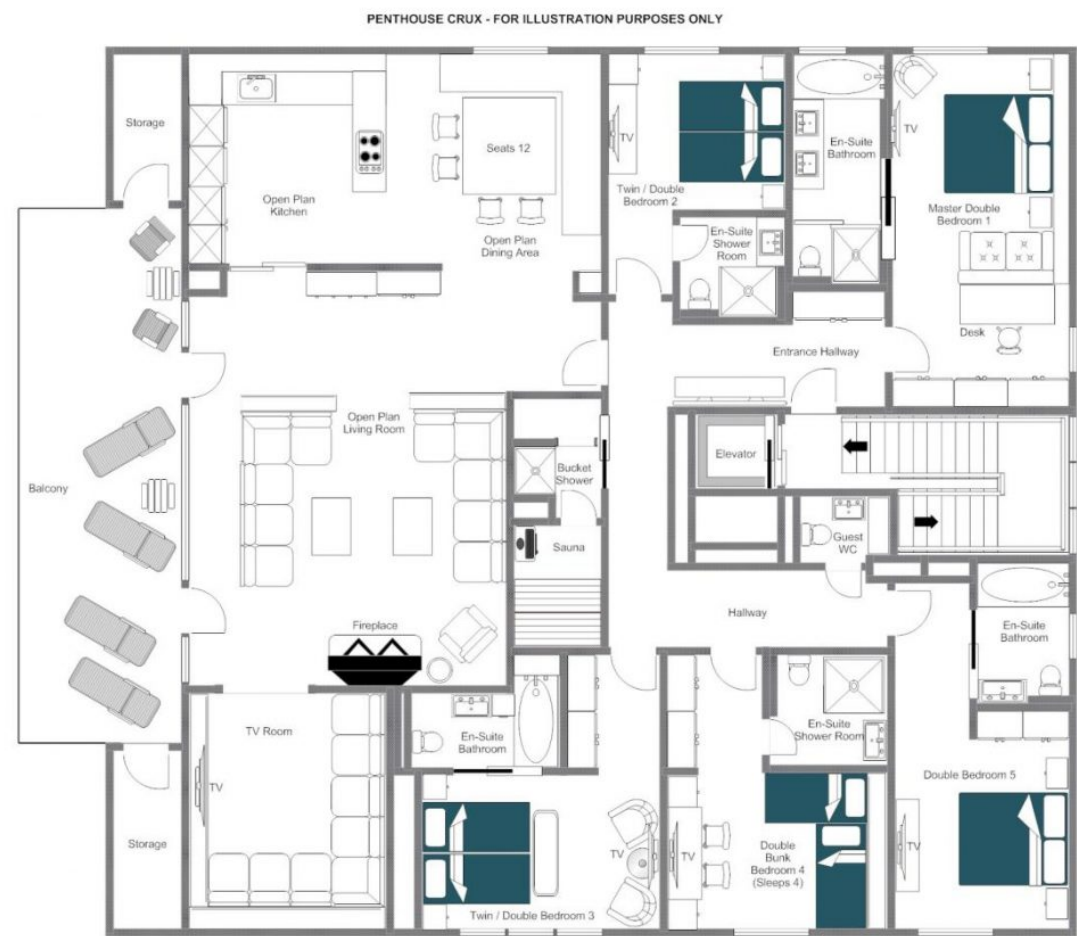 PENTHOUSE CRUX - FOR ILLUSTRATION PURPOSES ONLY
Storage
Open Plan
Kitchen
Seats 12
Open Plan
Dining Area
TV
Twin / Double
Bedroom 2
En-Suite
Shower
Room
En-Suite
Bathroom
TV
Master Double
Bedroom 1
Desk
Entrance Hallway
Open Plan
Living Room
Balcony
Bucket
Shower
Sauna
Elevator
Guest
WC
Fireplace
Hallway
En-Suite
Bathroom
TV Room
TV
Storage
En-Suite
Bathroom
Twin / Double Bedroom 3
TV
En-Suite
Shower Room
TV
Double
Bunk
Bedroom 4
(Sleeps 4)
Double Bedroom 5
TV